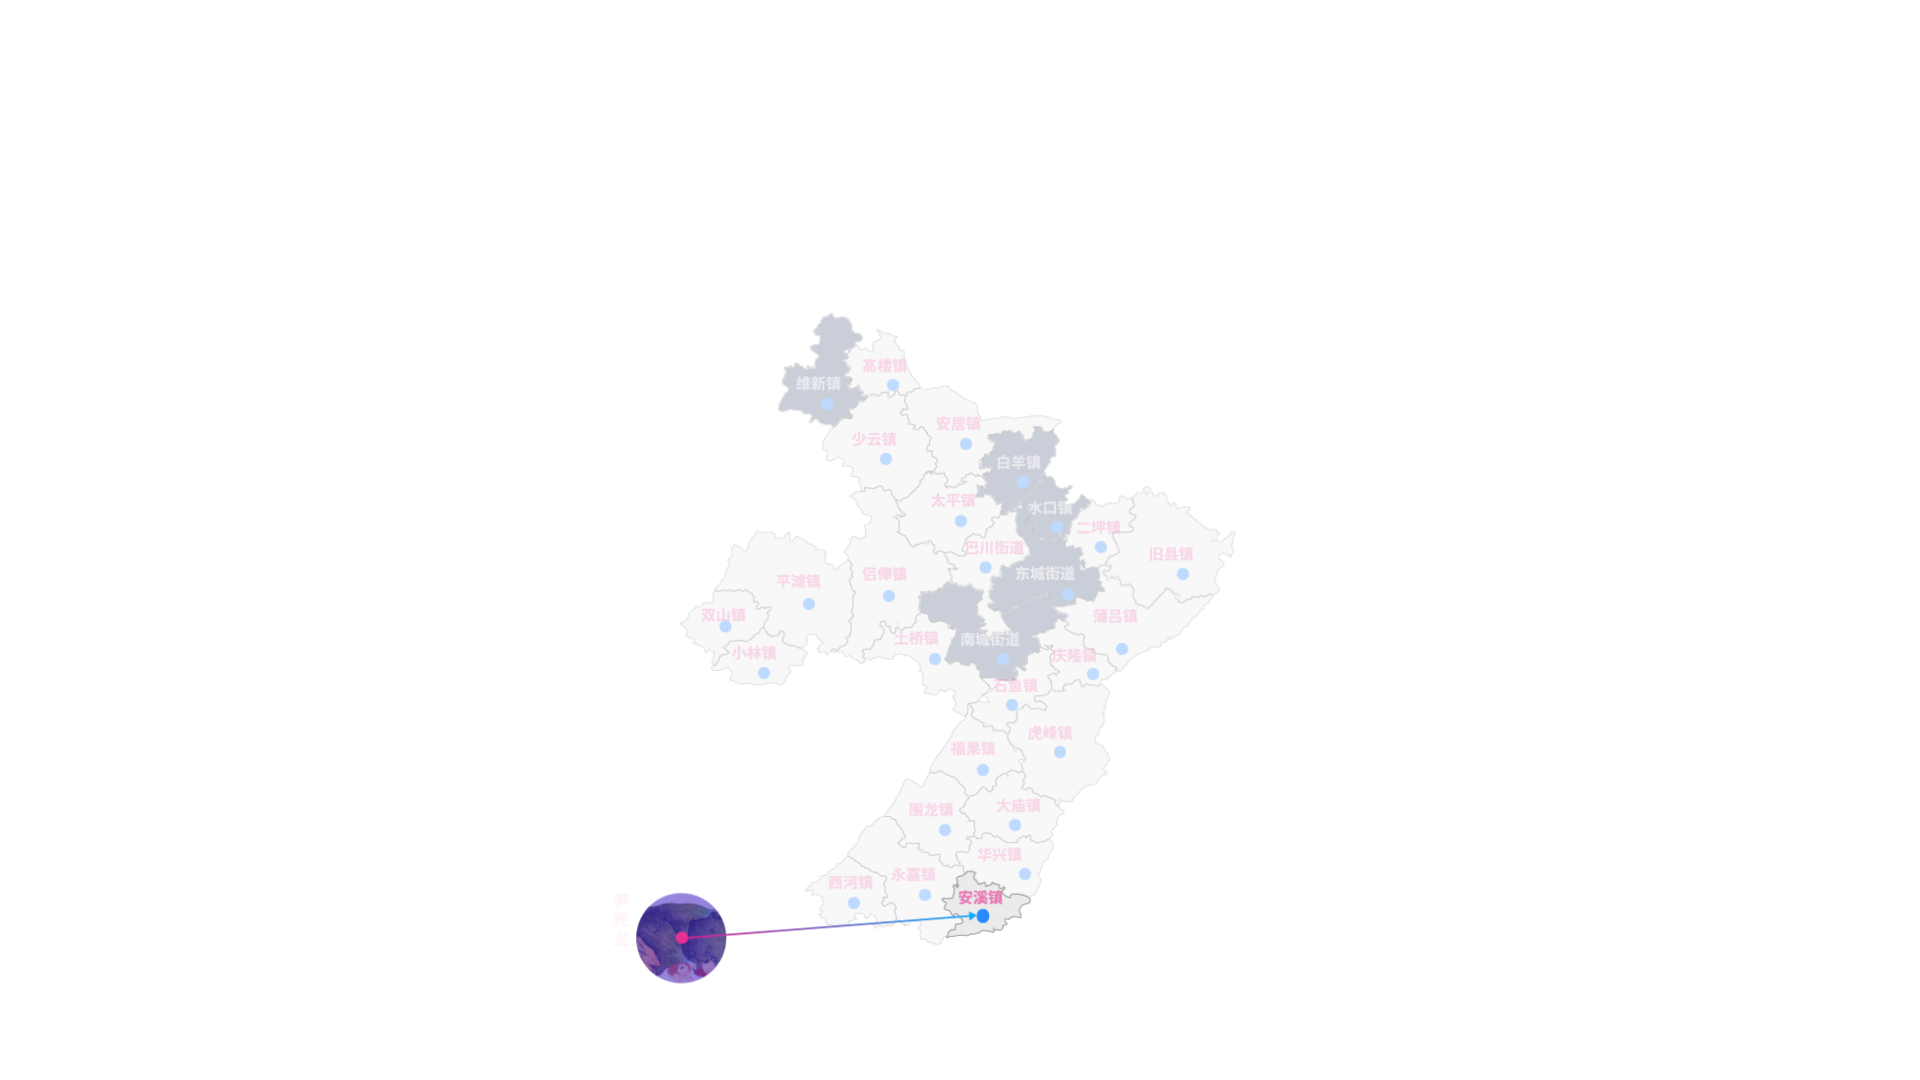 高楼镇
维新镇
安居镇
少云镇
白羊镇
太平镇
水口镇
二坪镇
巴川街道
旧县镇
东城街道
侣俸镇
平滩镇
双山镇
蒲吕镇
土桥镇
南城街道
小林镇
庆隆镇
石鱼镇
虎峰镇
福果镇
大庙镇
围龙镇
华兴镇
永嘉镇
西河镇
安溪镇